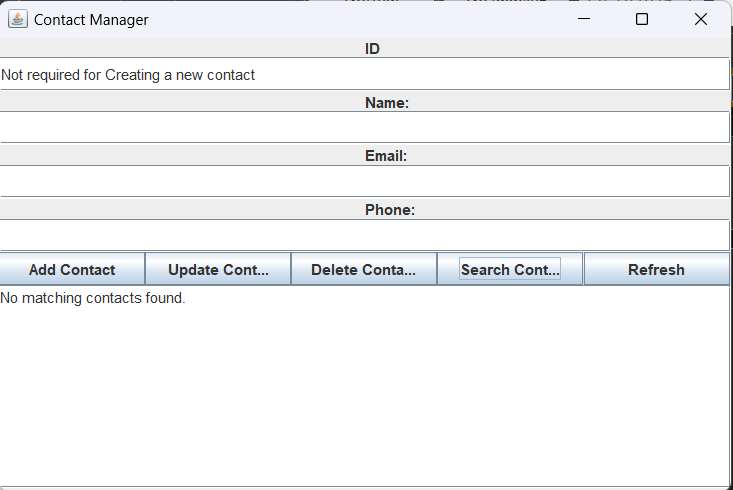 Contact Manager
ID
Not required for Creating a new contact
Name:
Email:
Phone:
Add Contact Update Cont... Delete Conta... Search Cont... Refresh
No matching contacts found.